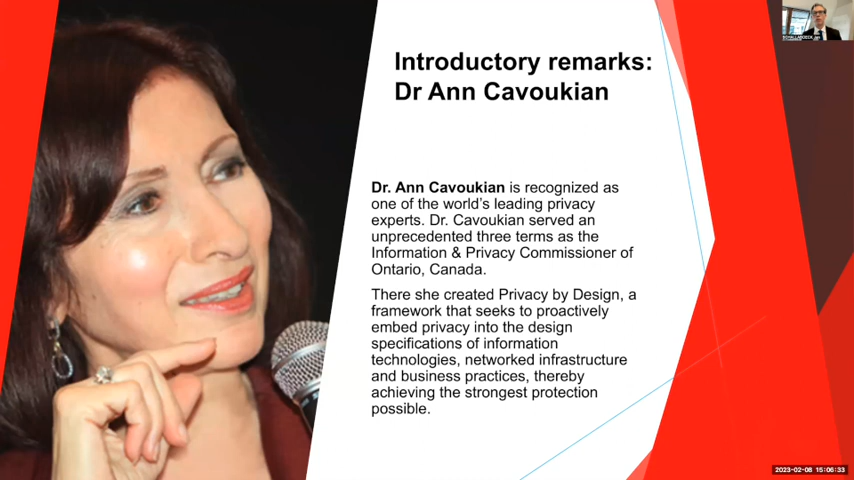 Introductory remarks:
Dr Ann Cavoukian
Dr. Ann Cavoukian is recognized as
one of the world's leading privacy
experts. Dr. Cavoukian served an
unprecedented three terms as the
Information & Privacy Commissioner of
Ontario, Canada.
There she created Privacy by Design, a
framework that seeks to proactively
embed privacy into the design
specifications of information
technologies, networked infrastructure
and business practices, thereby
achieving the strongest protection
possible.
2023-02-08 15:06:33